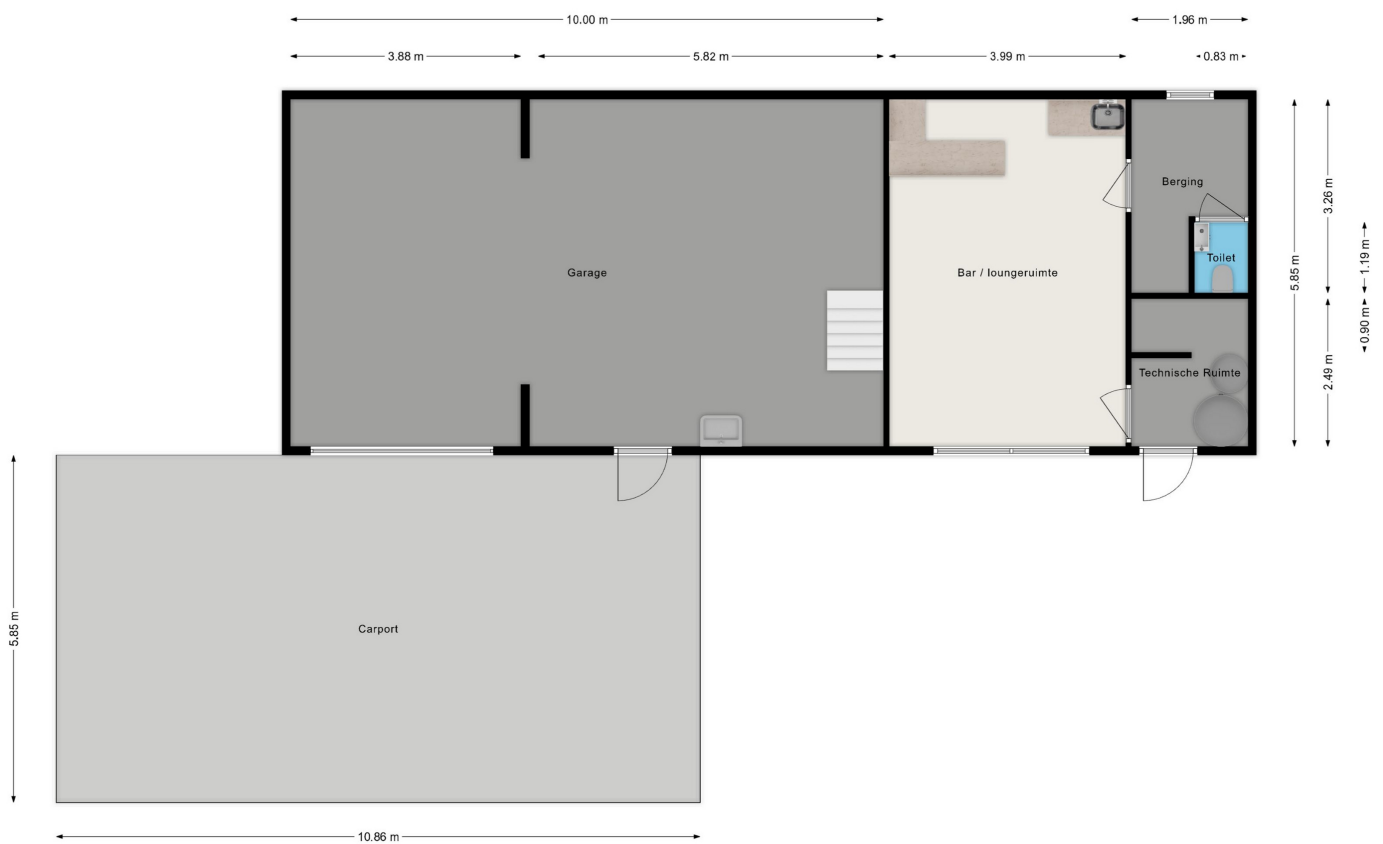 10.00 m
1.96 m
3.88 m
5.82 m
3.99 m
0.83 m
Berging
3.26 m
Toilet
1.19 m
5.85 m
Garage
Bar / loungeruimte
0.90 m
2.49 m
Technische Ruimte
5.85 m
Carport
10.86 m